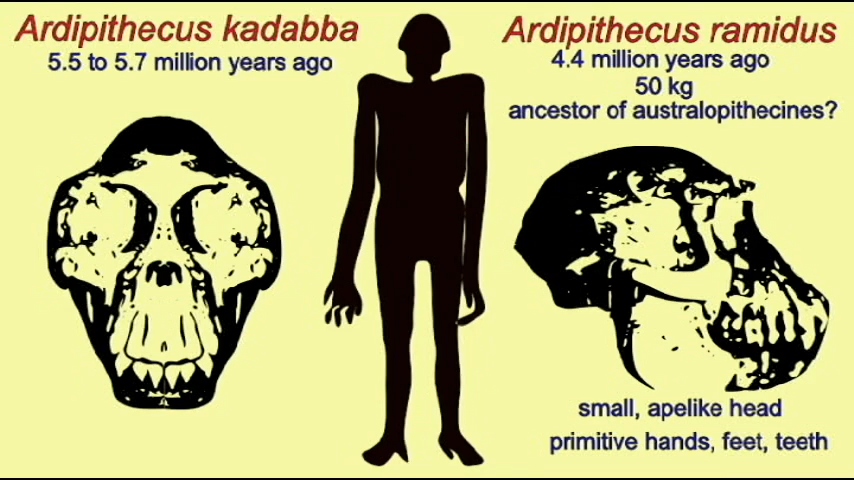 Ardipithecus kadabba
5.5 to 5.7 million years ago
Ardipithecus ramidus
4.4 million years ago
50 kg
ancestor of australopithecines?
small, apelike head
primitive hands, feet, teeth